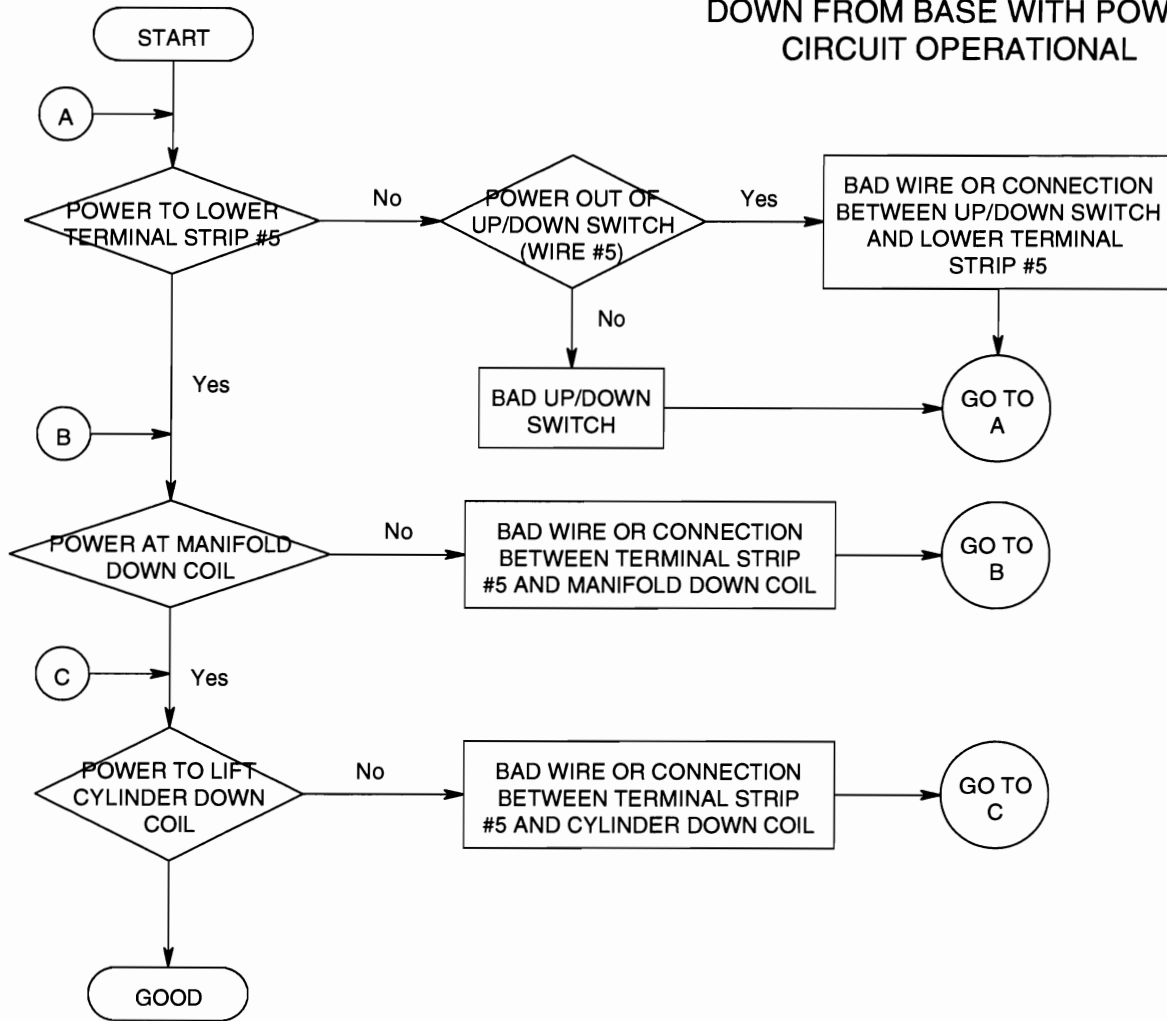 DOWN FROM BASE WITH POW
CIRCUIT OPERATIONAL
START
A
POWER TO LOWER
TERMINAL STRIP #5
No
POWER OUT OF
UP/DOWN SWITCH
(WIRE #5)
Yes
BAD WIRE OR CONNECTION
BETWEEN UP/DOWN SWITCH
AND LOWER TERMINAL
STRIP #5
No
Yes
BAD UP/DOWN
SWITCH
GO TO
A
B
POWER AT MANIFOLD
DOWN COIL
No
BAD WIRE OR CONNECTION
BETWEEN TERMINAL STRIP
#5 AND MANIFOLD DOWN COIL
GO TO
B
C
Yes
POWER TO LIFT
CYLINDER DOWN
COIL
No
BAD WIRE OR CONNECTION
BETWEEN TERMINAL STRIP
#5 AND CYLINDER DOWN COIL
GO TO
C
GOOD